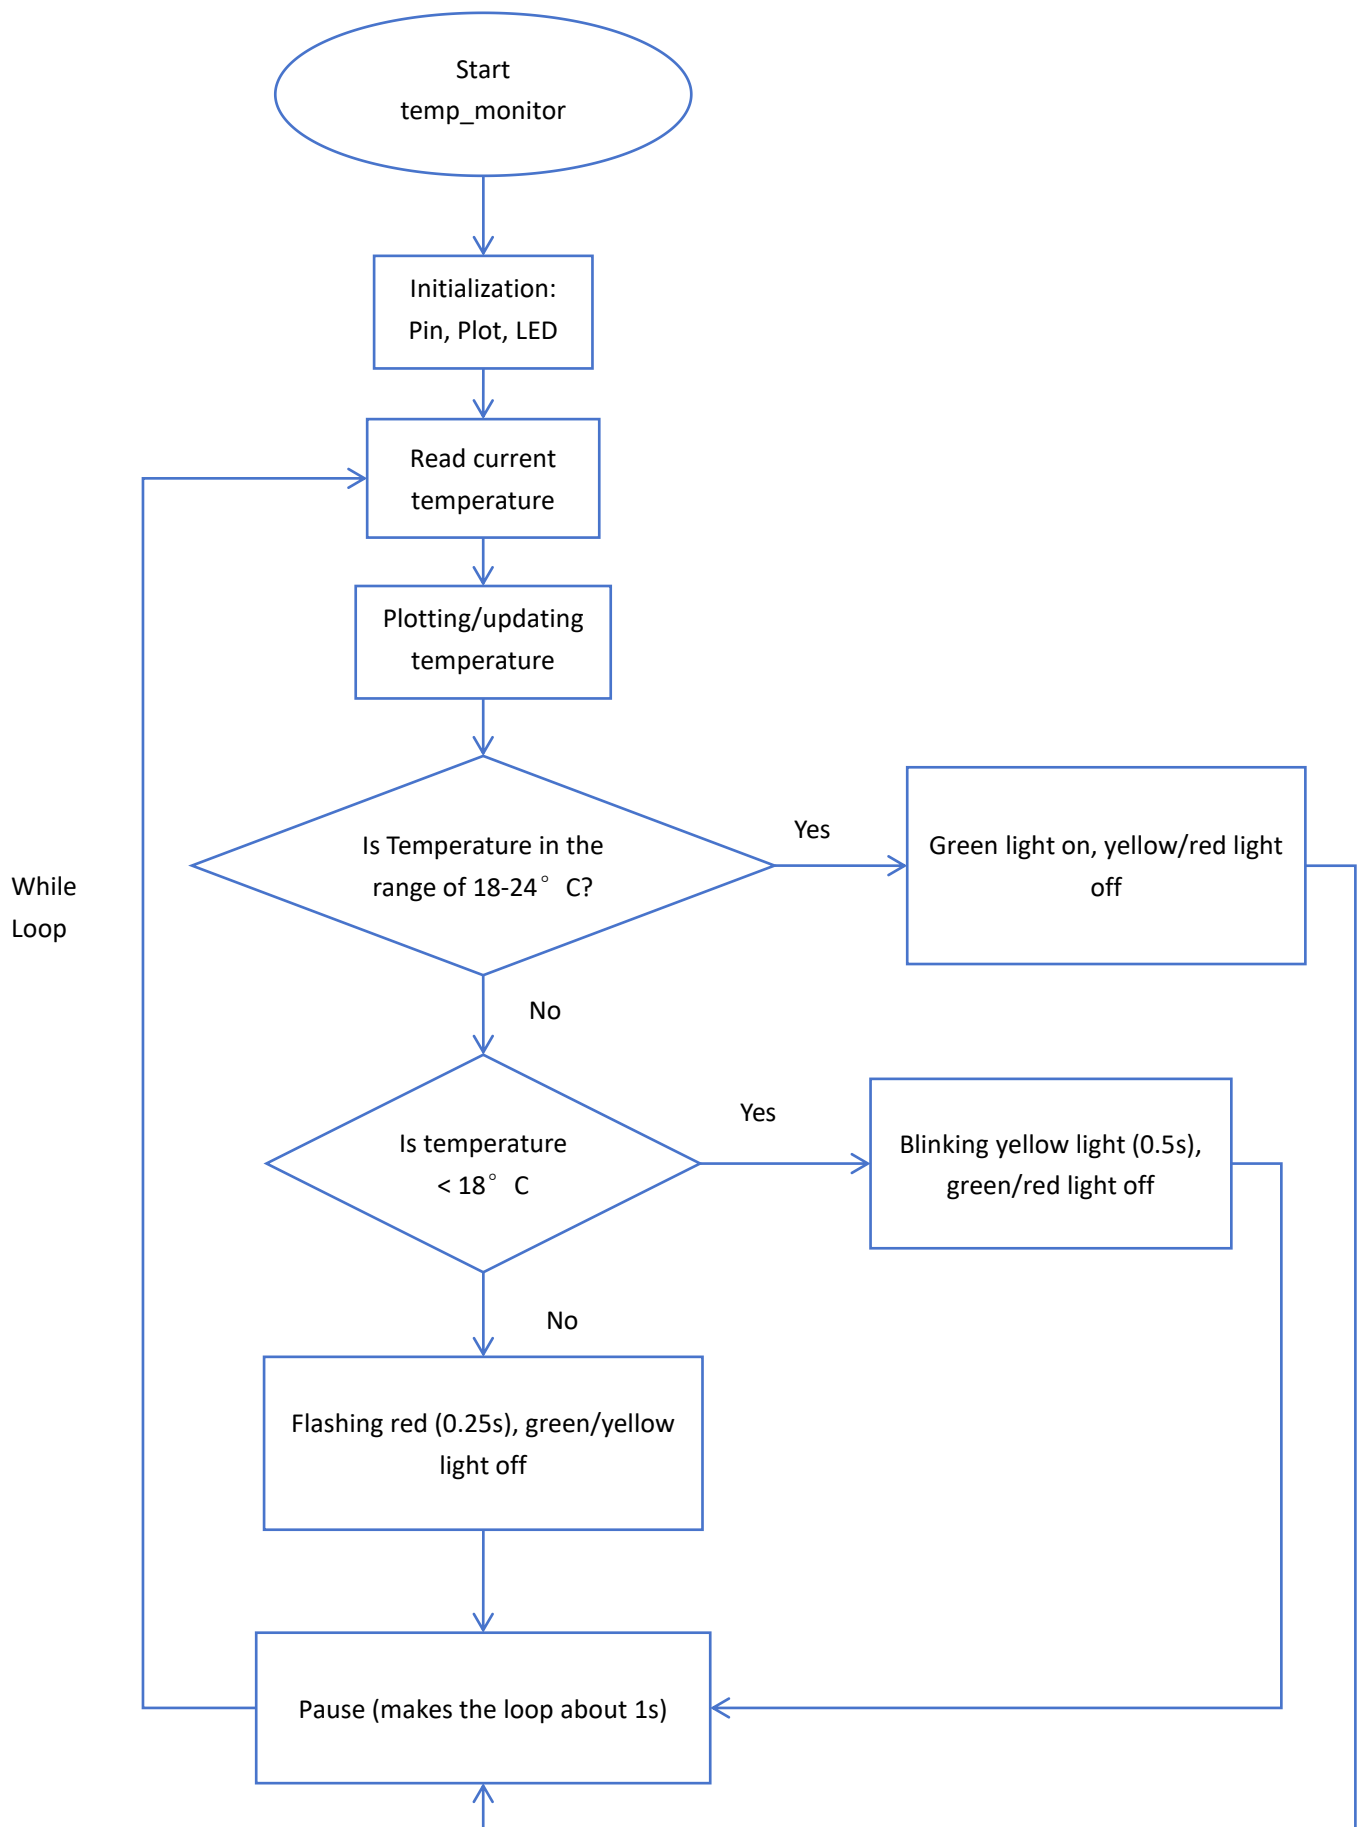 Start
temp_monitor
Initialization:
Pin, Plot, LED
Read current
temperature
Plotting/updating
temperature
Is Temperature in the
range of 18-24° C?
Yes
Green light on, yellow/red light
off
While
Loop
No
Is temperature
< 18° C
Yes
Blinking yellow light (0.5s),
green/red light off
No
Flashing red (0.25s), green/yellow
light off
Pause (makes the loop about 1s)